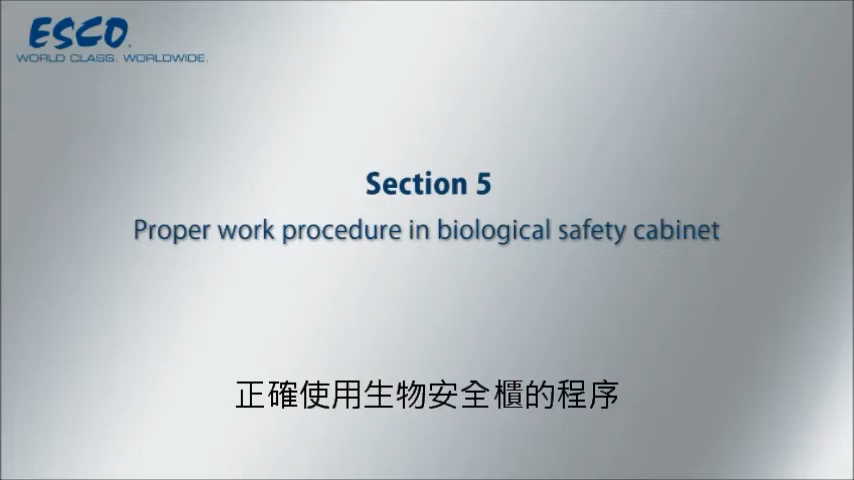 ESCO
WORLD CLASS. WORLDWIDE.
Section 5
Proper work procedure in biological safety cabinet
正確使用生物安全櫃的程序